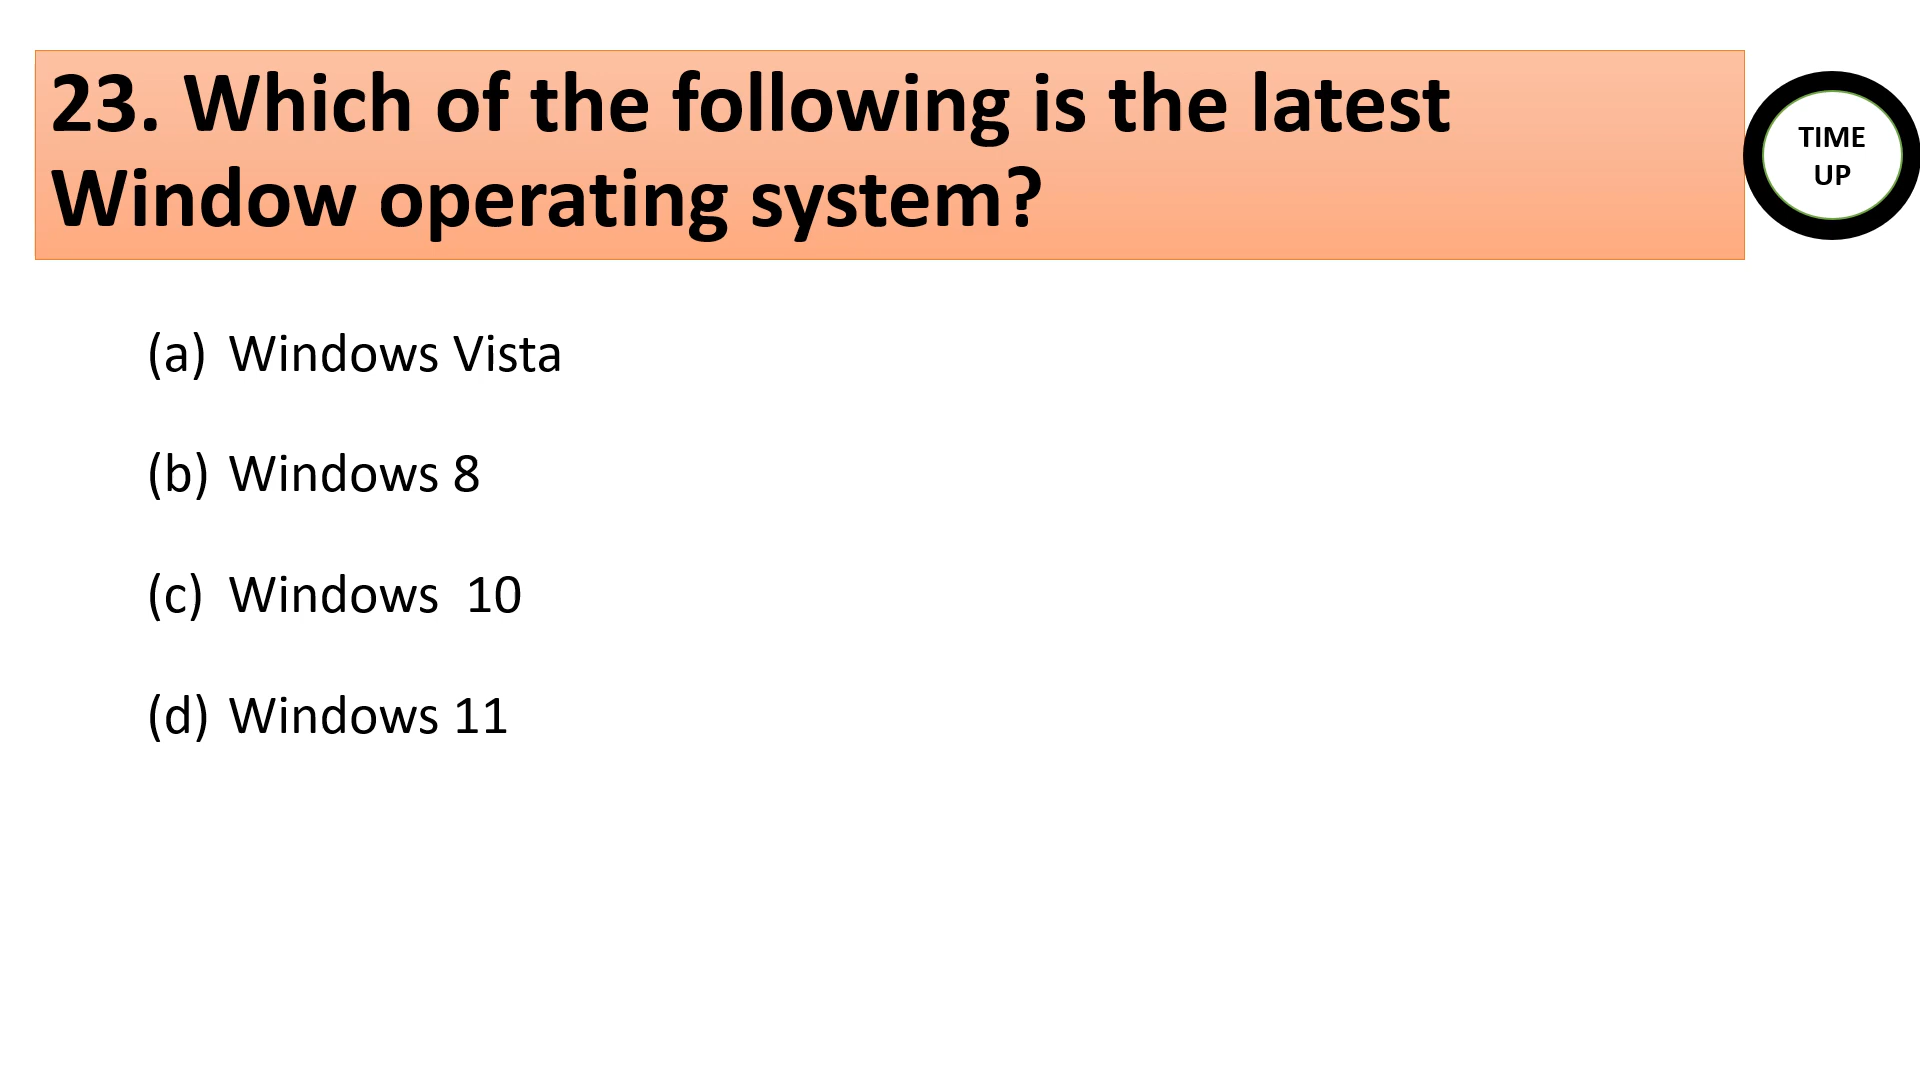 23. Which of the following is the latest
Window operating system?
TIME
UP
(a) Windows Vista
(b) Windows 8
(c) Windows  10
(d) Windows 11